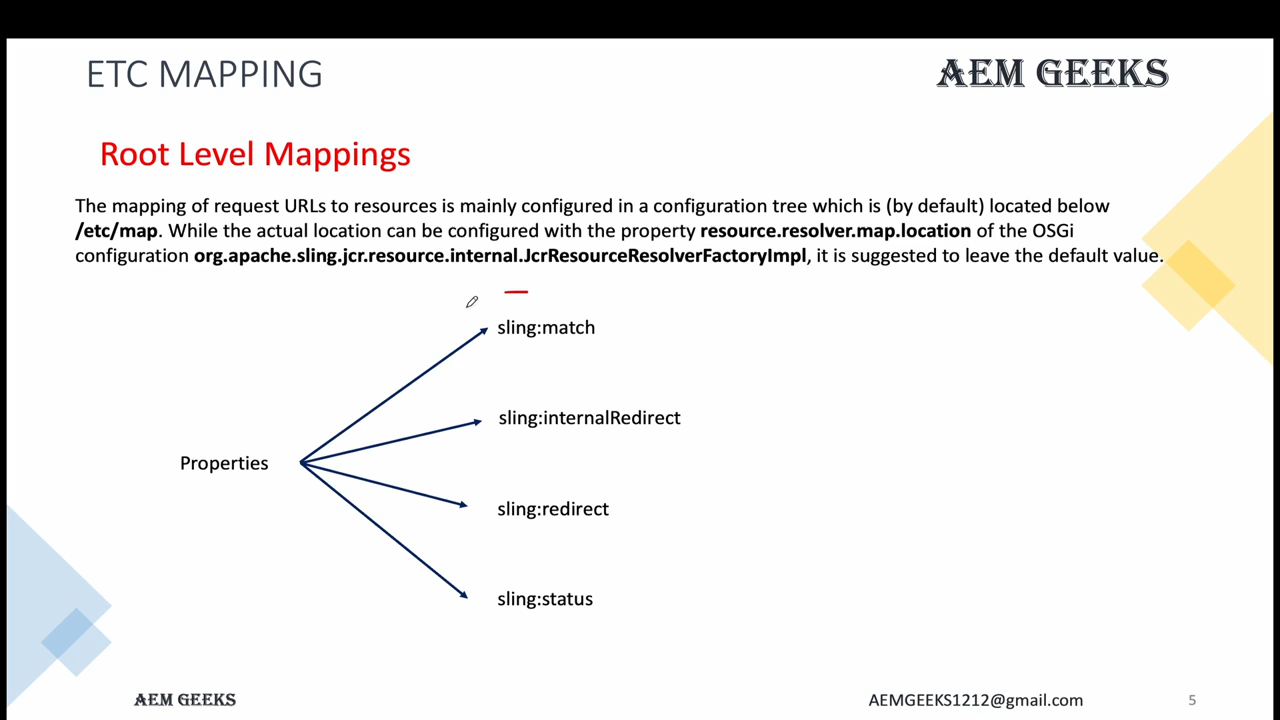 ETC MAPPING
AEM GEEKS
Root Level Mappings
The mapping of request URLs to resources is mainly configured in a configuration tree which is (by default) located below
/etc/map. While the actual location can be configured with the property resource.resolver.map.location of the OSGi
configuration org.apache.sling.jcr.resource.internal.JcrResourceResolverFactoryImpl, it is suggested to leave the default value.
sling:match
sling:internalRedirect
Properties
sling:redirect
sling:status
AEM GEEKS
AEMGEEKS1212@gmail.com
5